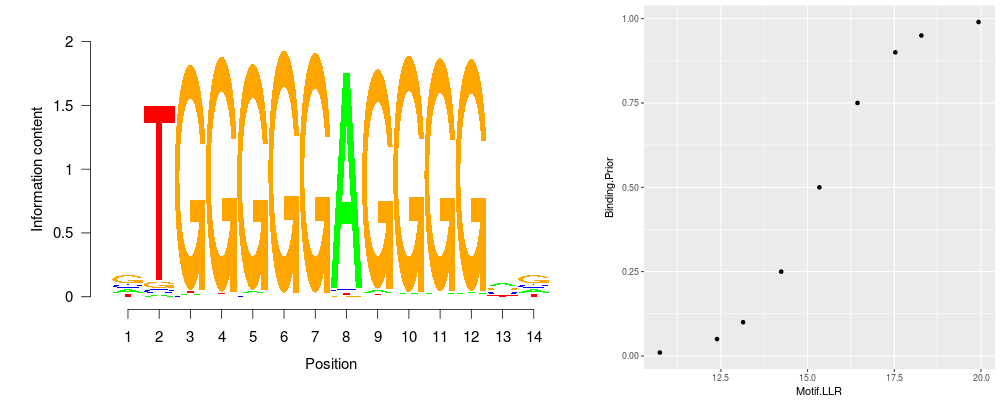 2
1.5
1
0.5
0
Information content
TGGGGGAGGGG
G G
1 2 3 4 5 6 7 8 9 10 11 12 13 14
Position
1.00
0.75
0.50
0.25
0.00
Binding.Prior
12.5 15.0 17.5 20.0
Motif.LLR